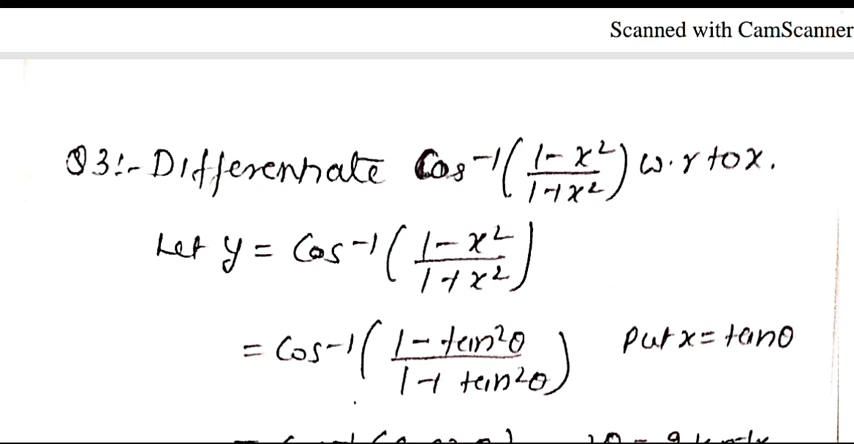 Scanned with CamScanner
Q3:- Differentiate Cos⁻¹((1-x²)/(1+x²)) w.r to x.
Let y = Cos⁻¹((1-x²)/(1+x²))
= Cos⁻¹((1-tan²θ)/(1+tan²θ)) Put x = tanθ